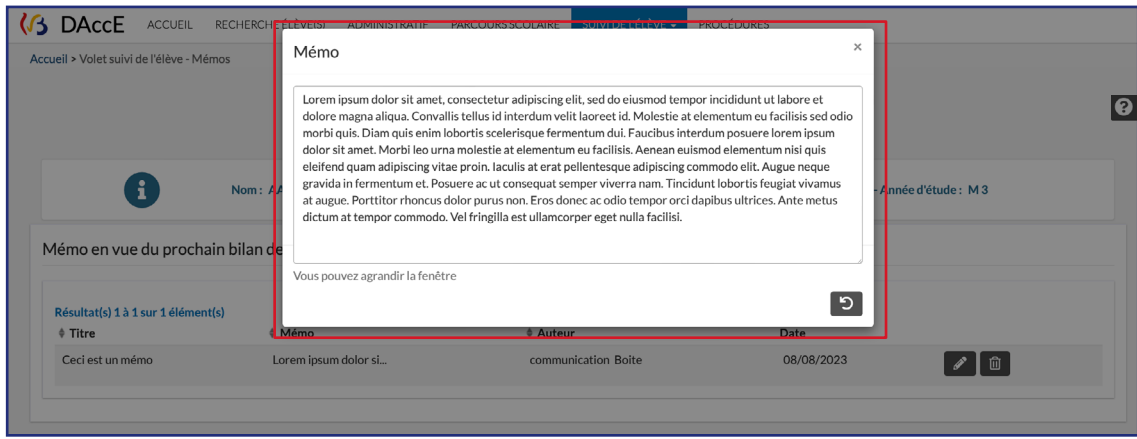 DAccE ACCUEIL RECHERCHE ÉLÈVE(S) ADMINISTRATIF PARCOURS SCOLAIRE SUIVI DE L'ÉLÈVE PROCÉDURES
Accueil > Volet suivi de l'élève - Mémos
Mémo ×
Lorem ipsum dolor sit amet, consectetur adipiscing elit, sed do eiusmod tempor incididunt ut labore et
dolore magna aliqua. Convallis tellus id interdum velit laoreet id. Molestie at elementum eu facilisis sed odio
morbi quis. Diam quis enim lobortis scelerisque fermentum dui. Faucibus interdum posuere lorem ipsum
dolor sit amet. Morbi leo urna molestie at elementum eu facilisis. Aenean euismod elementum nisi quis
eleifend quam adipiscing vitae proin. Iaculis at erat pellentesque adipiscing commodo elit. Augue neque
gravida in fermentum et. Posuere ac ut consequat semper viverra nam. Tincidunt lobortis feugiat vivamus
at augue. Porttitor rhoncus dolor purus non. Eros donec ac odio tempor orci dapibus ultrices. Ante metus
dictum at tempor commodo. Vel fringilla est ullamcorper eget nulla facilisi.
Vous pouvez agrandir la fenêtre
Nom : - Année d'étude : M 3
Mémo en vue du prochain bilan de
Résultat(s) 1 à 1 sur 1 élément(s)
Titre Mémo Auteur Date
Ceci est un mémo Lorem ipsum dolor si... communication Boite 08/08/2023